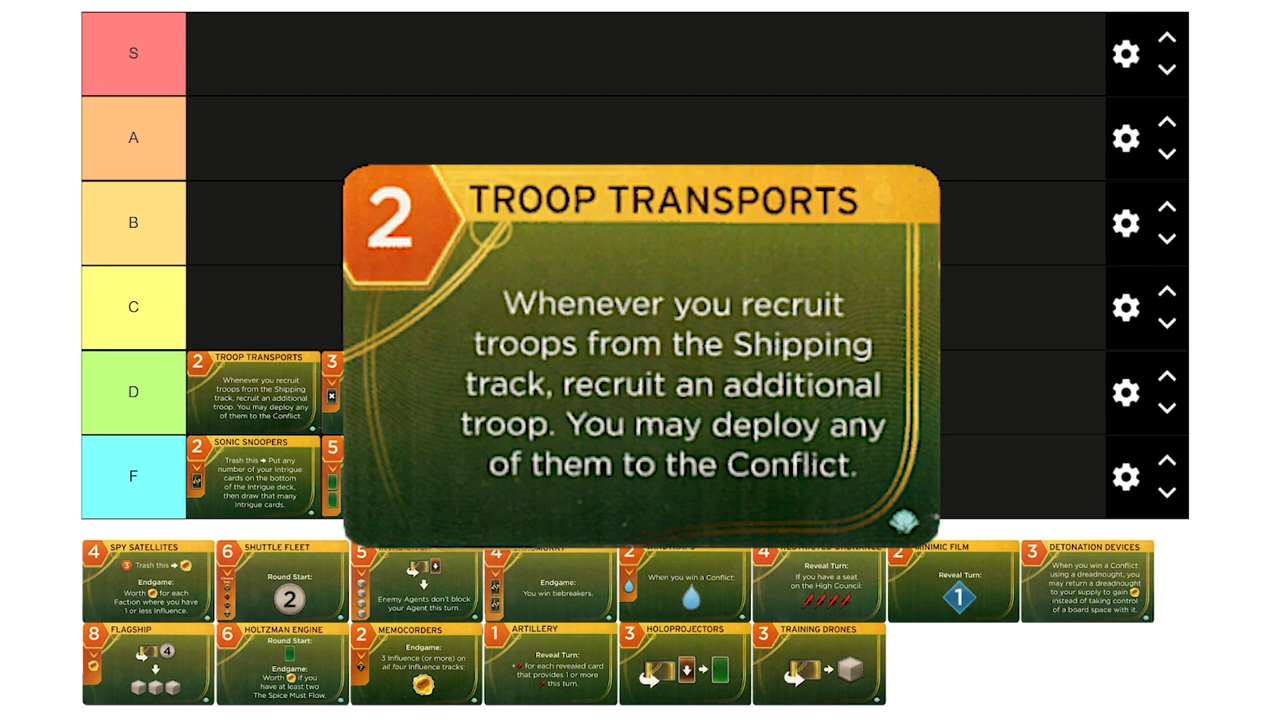 S
A
B
C
D
F
2 TROOP TRANSPORTS
Whenever you recruit
troops from the Shipping
track, recruit an additional
troop. You may deploy any
of them to the Conflict.
2 TROOP TRANSPORTS
Whenever you recruit
troops from the Shipping
track, recruit an additional
troop. You may deploy any
of them to the Conflict.
3
2 SONIC SNOOPERS
Trash this → Put any
number of your Intrigue
cards on the bottom
of the Intrigue deck,
then draw that many
Intrigue cards.
5
4 SPY SATELLITES
3 Trash this →
Endgame:
Worth for each
Faction where you have
1 or less Influence.
6 SHUTTLE FLEET
Round Start:
2
5
Enemy Agents don't block
your Agent this turn.
4
Endgame:
You win tiebreakers.
2
When you win a Conflict:
4
Reveal Turn:
If you have a seat
on the High Council:
2 MINIMIC FILM
Reveal Turn:
1
3 DETONATION DEVICES
When you win a Conflict
using a dreadnought, you
may return a dreadnought
to your supply to gain
instead of taking control
of a board space with it.
8 FLAGSHIP
4
6 HOLTZMAN ENGINE
Round Start:
Endgame:
Worth if you
have at least two
The Spice Must Flow.
2 MEMOCORDERS
Endgame:
3 Influence (or more) on
all four Influence tracks:
1 ARTILLERY
Reveal Turn:
+ for each revealed card
that provides 1 or more
this turn.
3 HOLOPROJECTORS
3 TRAINING DRONES